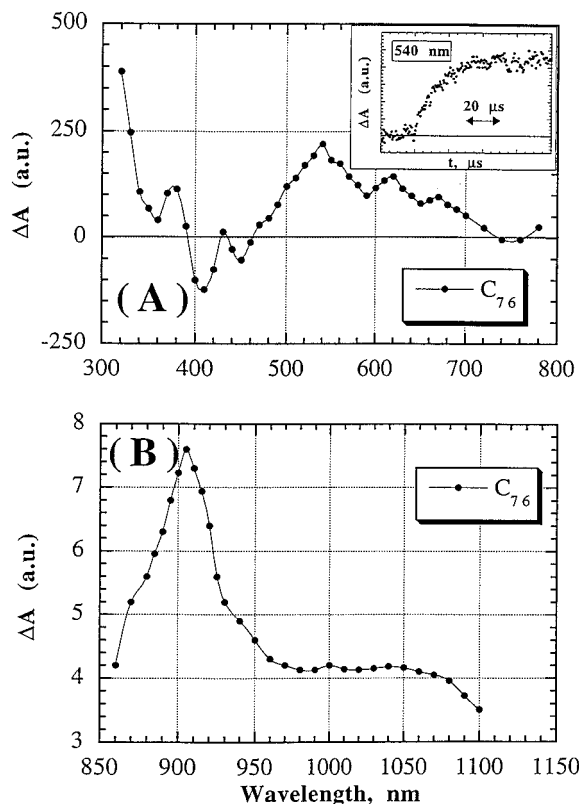 500
250
0
-250
ΔA (a.u.)
(A)
540 nm
ΔA (a.u.)
20 μs
t, μs
C76
300 400 500 600 700 800
8
7
6
5
4
3
ΔA (a.u.)
(B)
C76
850 900 950 1000 1050 1100 1150
Wavelength, nm